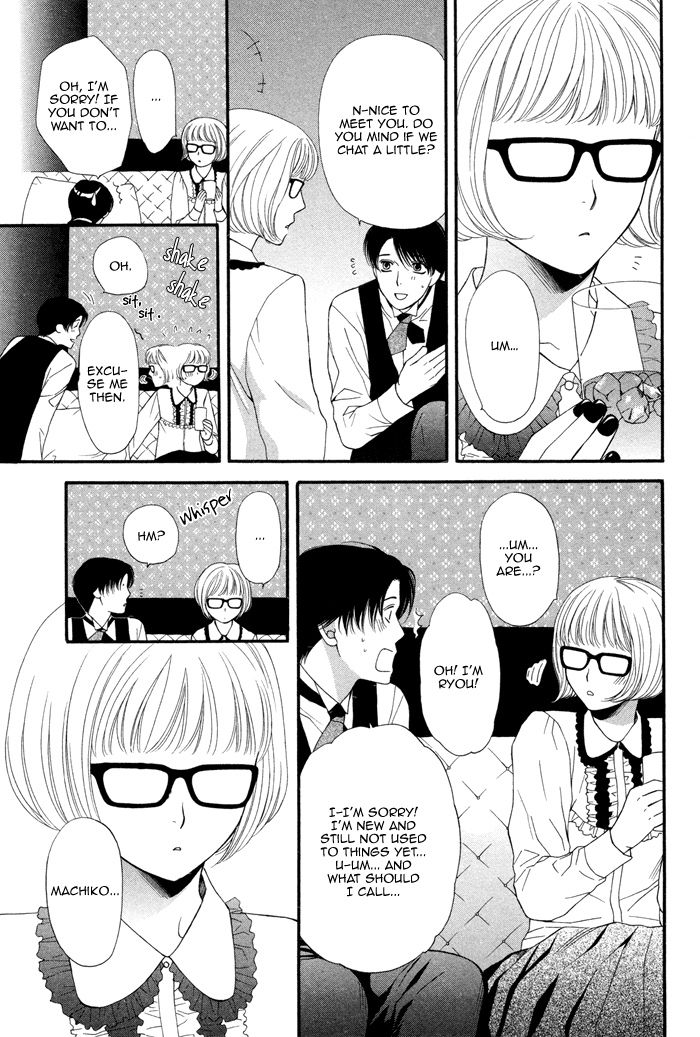 UM...
N-NICE TO
MEET YOU. DO
YOU MIND IF WE
CHAT A LITTLE?
...
OH, I'M
SORRY! IF
YOU DON'T
WANT TO...
shake
shake
OH.
sit,
sit.
EXCU-
SE ME
THEN.
...UM...
YOU
ARE...?
OH! I'M
RYOU!
I-I'M SORRY!
I'M NEW AND
STILL NOT USED
TO THINGS YET...
U-UM... AND
WHAT SHOULD
I CALL...
...
whisper
HM?
MACHIKO...